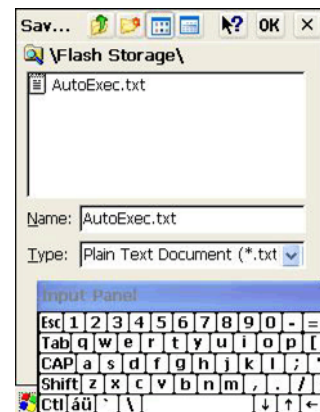 Sav... ? OK ×
\Flash Storage\
AutoExec.txt
Name: AutoExec.txt
Type: Plain Text Document (*.txt
Input Panel
Esc 1 2 3 4 5 6 7 8 9 0 - =
Tab q w e r t y u i o p [
CAP a s d f g h j k l ; '
Shift z x c v b n m , . /
Ctl áü ` \ ↓ ↑ ←